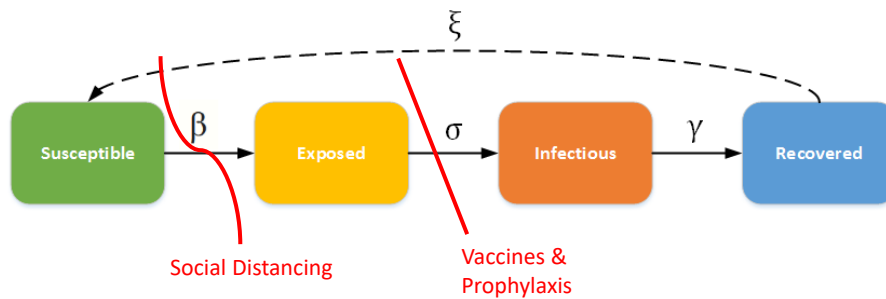 ξ
β
σ
γ
Susceptible
Exposed
Infectious
Recovered
Social Distancing
Vaccines &
Prophylaxis